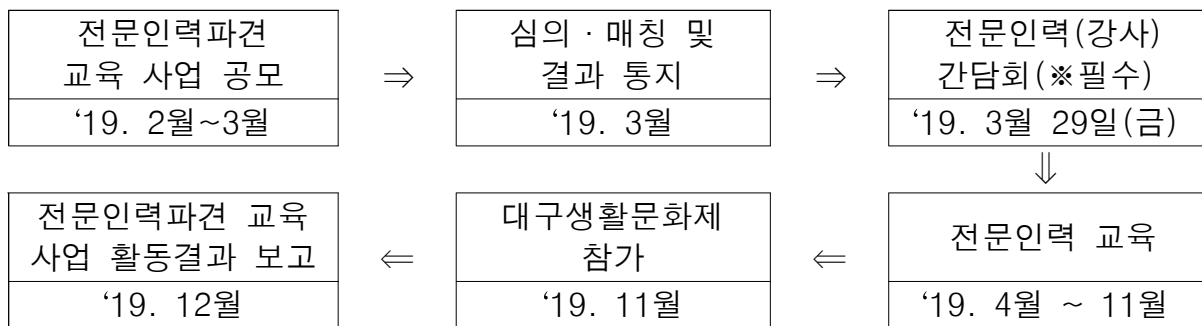 전문인력파견
교육 사업 공모
‘19. 2월~3월
⇒
심의·매칭 및
결과 통지
‘19. 3월
⇒
전문인력(강사)
간담회(※필수)
‘19. 3월 29일(금)
⇓
전문인력 교육
‘19. 4월 ~ 11월
⇐
대구생활문화제
참가
‘19. 11월
⇐
전문인력파견 교육
사업 활동결과 보고
‘19. 12월